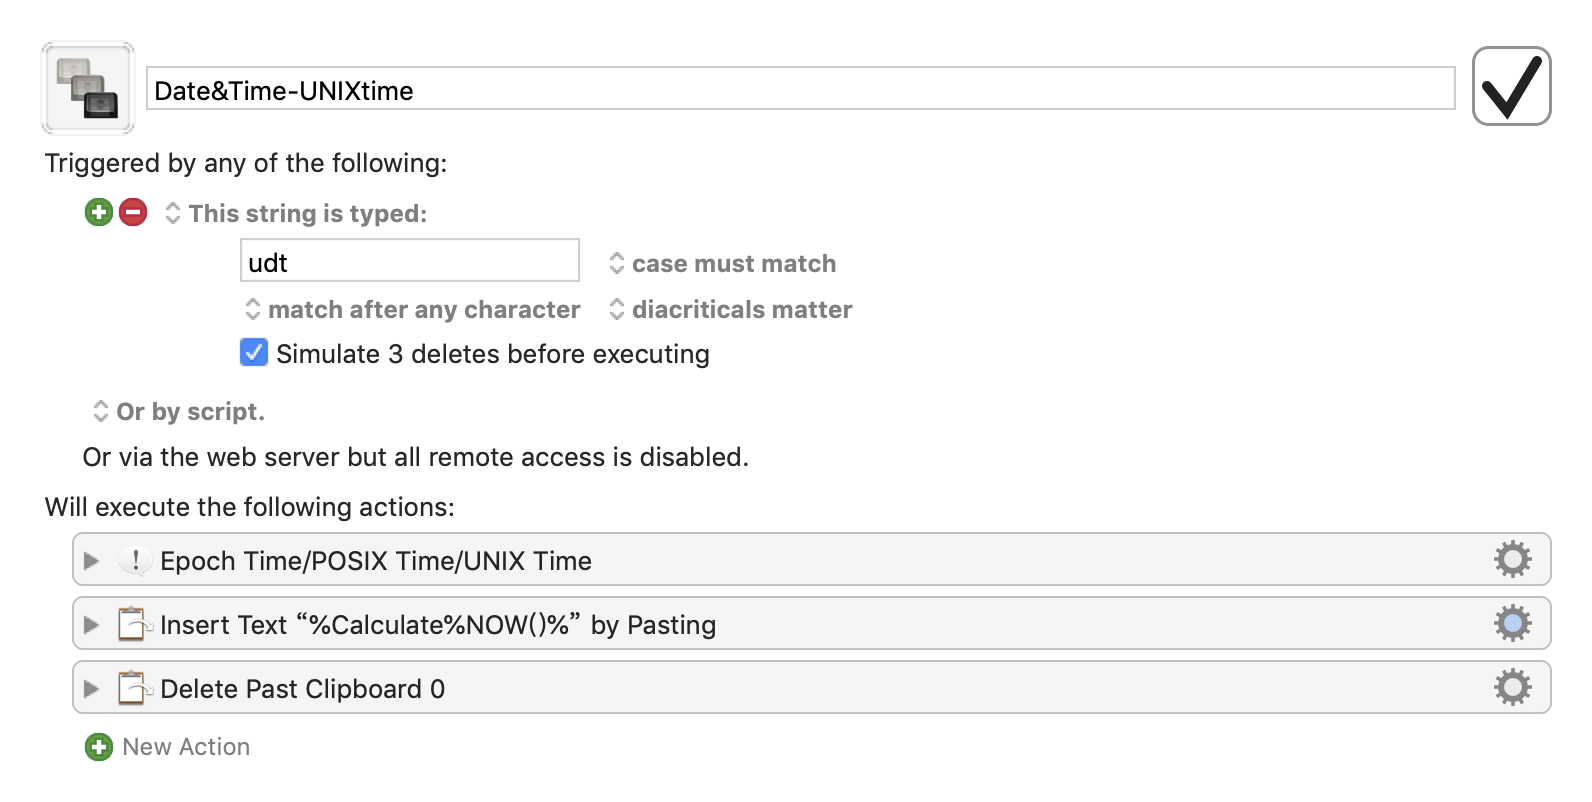 Date&Time-UNIXtime
Triggered by any of the following:
This string is typed:
udt case must match
match after any character diacriticals matter
Simulate 3 deletes before executing
Or by script.
Or via the web server but all remote access is disabled.
Will execute the following actions:
Epoch Time/POSIX Time/UNIX Time
Insert Text “%Calculate%NOW()%” by Pasting
Delete Past Clipboard 0
New Action